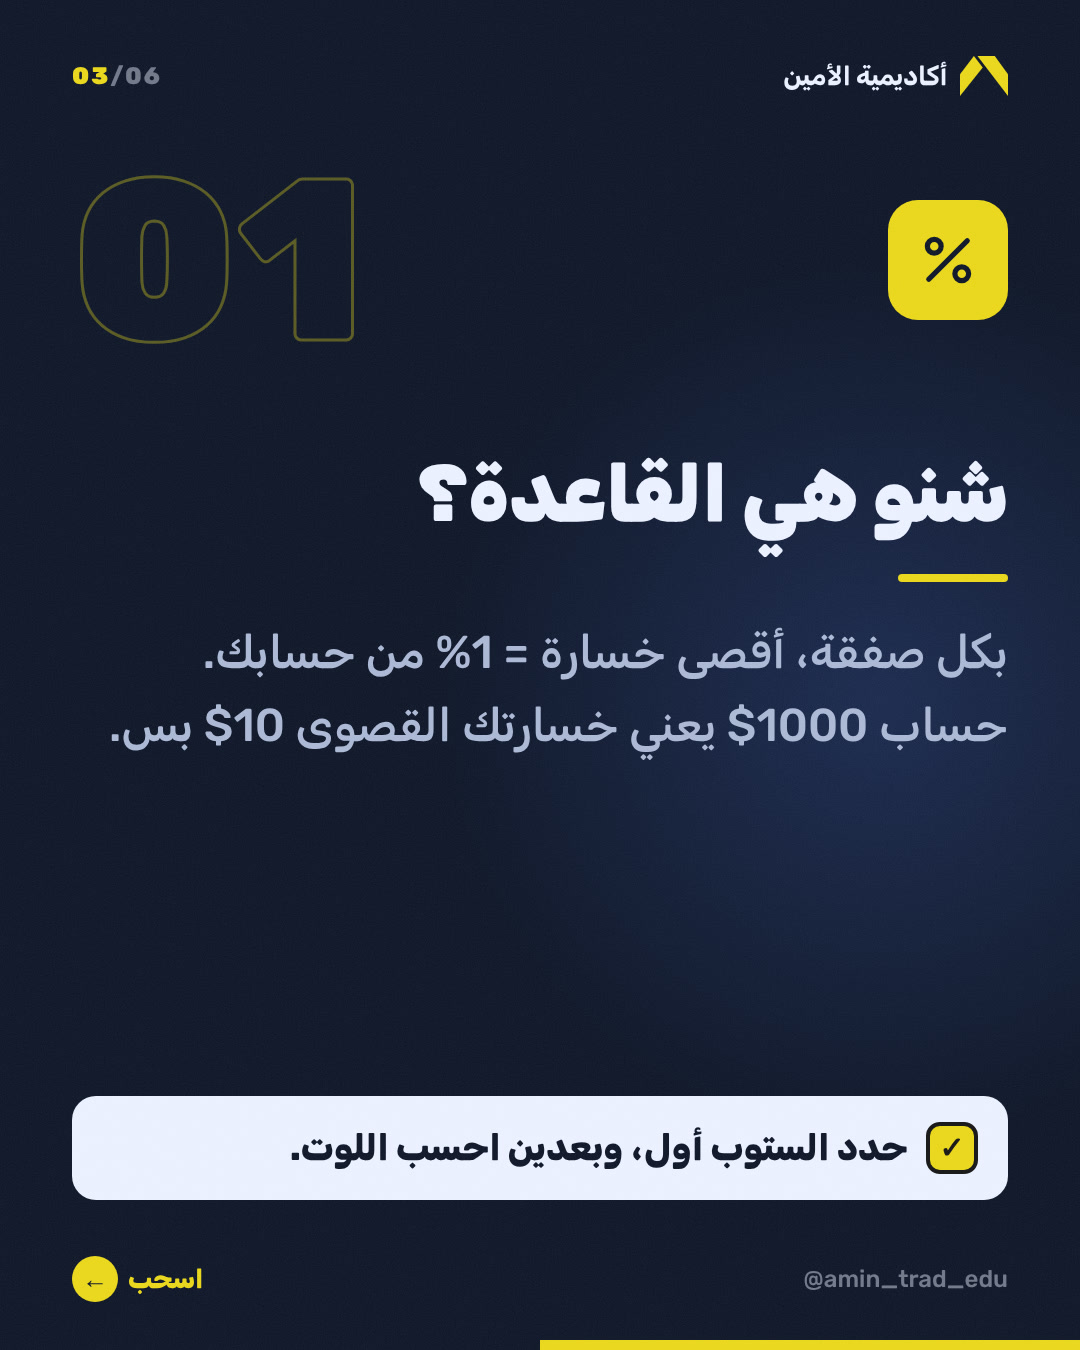 أكاديمية الأمين
03/06
01
%
شنو هي القاعدة؟
بكل صفقة، أقصى خسارة = 1% من حسابك.
حساب 1000$ يعني خسارتك القصوى 10$ بس.
✓ حدد الستوب أول، وبعدين احسب اللوت.
@amin_trad_edu
اسحب ←